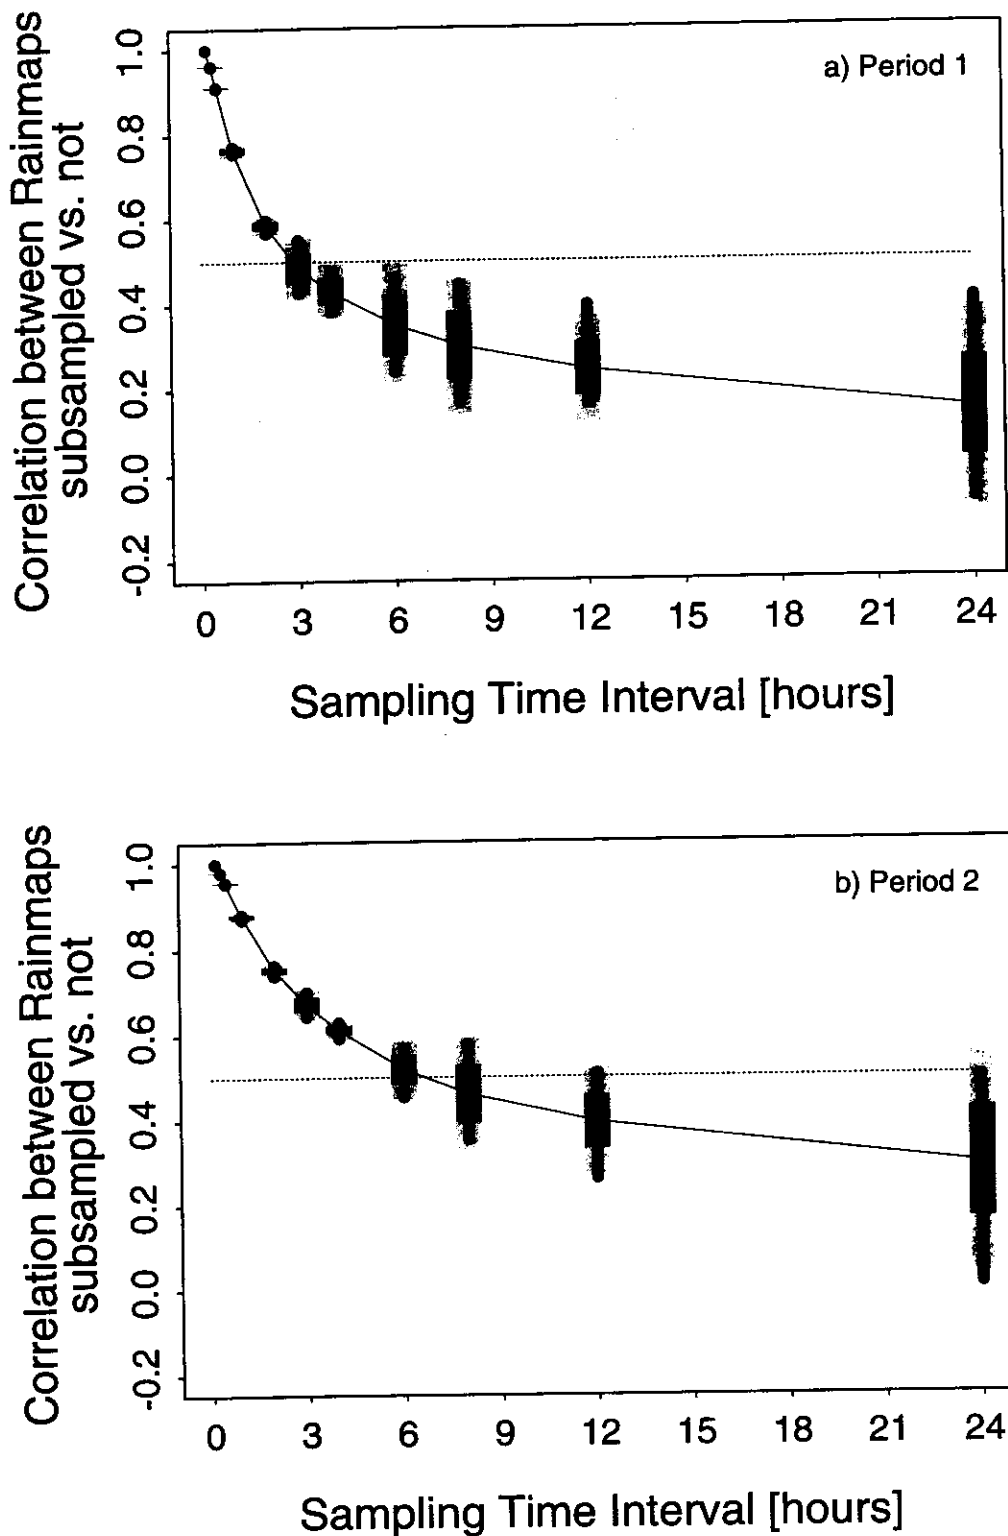 Correlation between Rainmaps
subsampled vs. not
1.0
0.8
0.6
0.4
0.2
0.0
-0.2
a) Period 1
0 3 6 9 12 15 18 21 24
Sampling Time Interval [hours]
Correlation between Rainmaps
subsampled vs. not
1.0
0.8
0.6
0.4
0.2
0.0
-0.2
b) Period 2
0 3 6 9 12 15 18 21 24
Sampling Time Interval [hours]